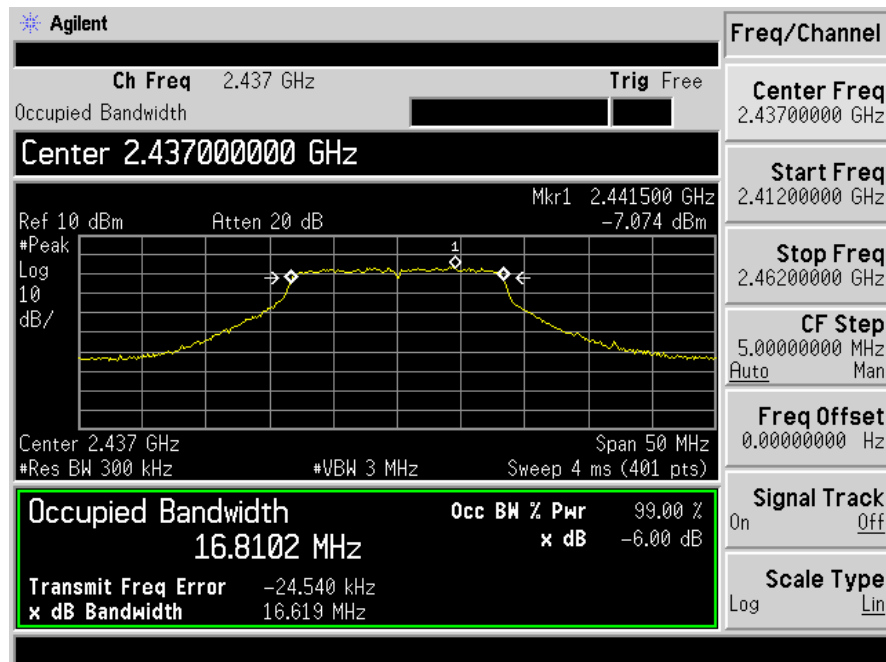 Agilent
Ch Freq 2.437 GHz Trig Free
Occupied Bandwidth
Center 2.437000000 GHz
Mkr1 2.441500 GHz
Ref 10 dBm Atten 20 dB -7.074 dBm
#Peak
Log
10
dB/
1
Center 2.437 GHz Span 50 MHz
#Res BW 300 kHz #VBW 3 MHz Sweep 4 ms (401 pts)
Occupied Bandwidth
16.8102 MHz
Occ BW % Pwr 99.00 %
x dB -6.00 dB
Transmit Freq Error -24.540 kHz
x dB Bandwidth 16.619 MHz
Freq/Channel
Center Freq
2.43700000 GHz
Start Freq
2.41200000 GHz
Stop Freq
2.46200000 GHz
CF Step
5.00000000 MHz
Auto Man
Freq Offset
0.00000000 Hz
Signal Track
On Off
Scale Type
Log Lin